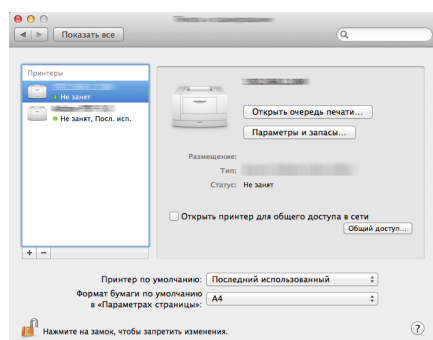 Показать все
Принтеры
Не занят
Не занят, Посл. исп.
Открыть очередь печати...
Параметры и запасы...
Размещение:
Тип:
Статус: Не занят
Открыть принтер для общего доступа в сети
Общий доступ...
+ −
Принтер по умолчанию: Последний использованный
Формат бумаги по умолчанию
в «Параметрах страницы»: A4
Нажмите на замок, чтобы запретить изменения.
?